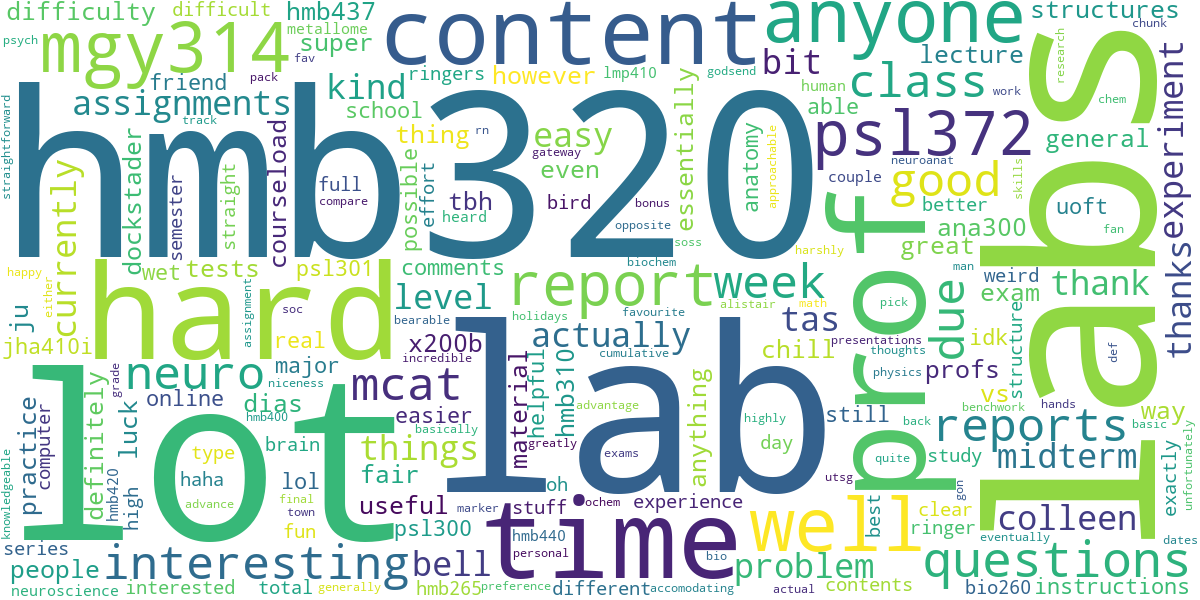 difficulty
difficult
hmb437
content
anyone
structures
psych
mgy314
metallome
super
fav
chunk
bit
lecture
friend
pack
ringers
however
lmp410
godsend
human
class
work
research
assignments
kind
able
chem
track
school
hmb320
thing
rn
easy
essentially
psl372
general
labs
experiment
straightforward
dockstader
semester
straight
courseload
full
compare
possible
effort
tbh
heard
gateway
even
bird
bonus
opposite
soss
anatomy
approachable
neuroanat
couple
good
better
skills
uoft
fan
currently
wet
tests
psl301
comments
biochem
harshly
prof
great
ana300
man
weird
thanks
happy
hard
level
report
week
exam
thank
ju
assignment
soc
bearable
holidays
favourite
alistair
math
pick
due
either
jha410i
real
x200b
incredible
lab
actually
tas
presentations
idk
structure
def
major
cumulative
chill
thoughts
profs
neuro
grade
niceness
mcat
material
helpful
hmb310
physics
vs
benchwork
hands
lot
online
dias
hmb400
easier
advantage
anything
highly
still
back
reports
way
basic
practice
computer
definitely
luck
brain
basically
greatly
day
quite
midterm
type
things
exams
study
exactly
unfortunately
knowledgeable
hmb420
high
haha
lol
fair
oh
utsg
advance
useful
marker
stuff
ochem
experience
best
clear
gon
colleen
final
town
fun
psl300
time
hmb440
personal
well
ringer
eventually
dates
series
people
interesting
bell
bio
problem
questions
neuroscience
interested
total
generally
hmb265
preference
different
accomodating
actual
contents
bio260
instructions